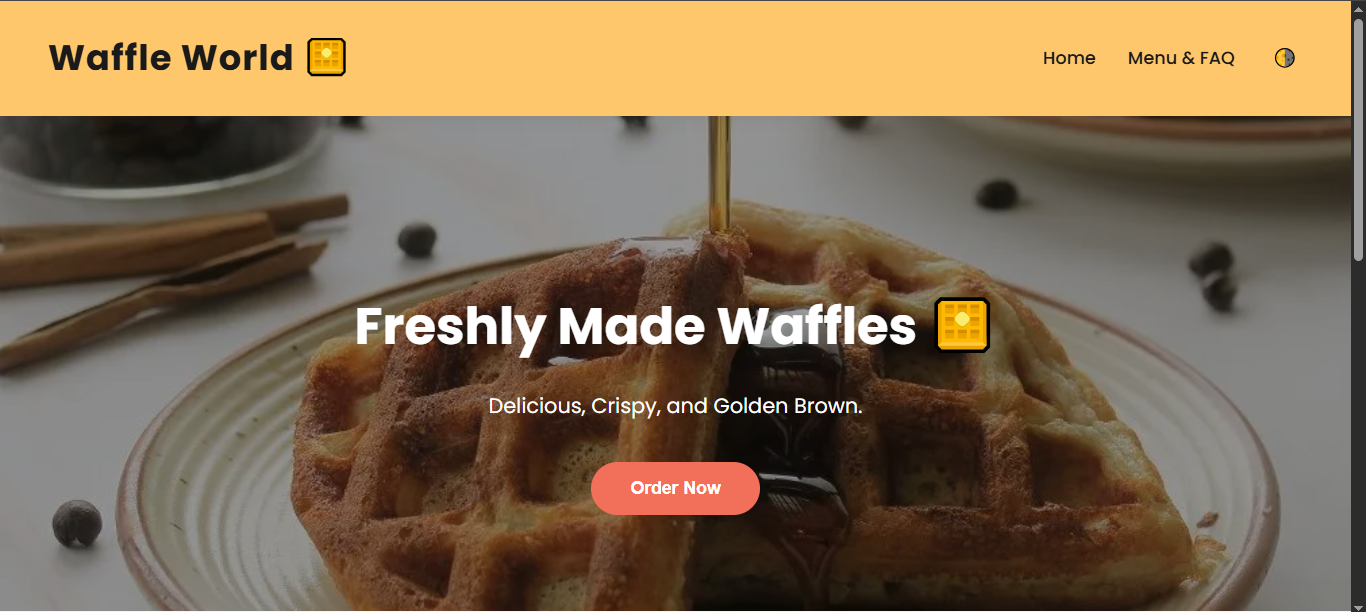 Waffle World 🧇
Home
Menu & FAQ
Freshly Made Waffles 🧇
Delicious, Crispy, and Golden Brown.
Order Now